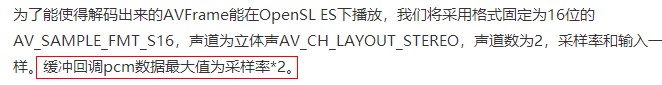 为了能使得解码出来的AVFrame能在OpenSL ES下播放，我们将采用格式固定为16位的
AV_SAMPLE_FMT_S16，声道为立体声AV_CH_LAYOUT_STEREO，声道数为2，采样率和输入一
样。缓冲回调pcm数据最大值为采样率*2。